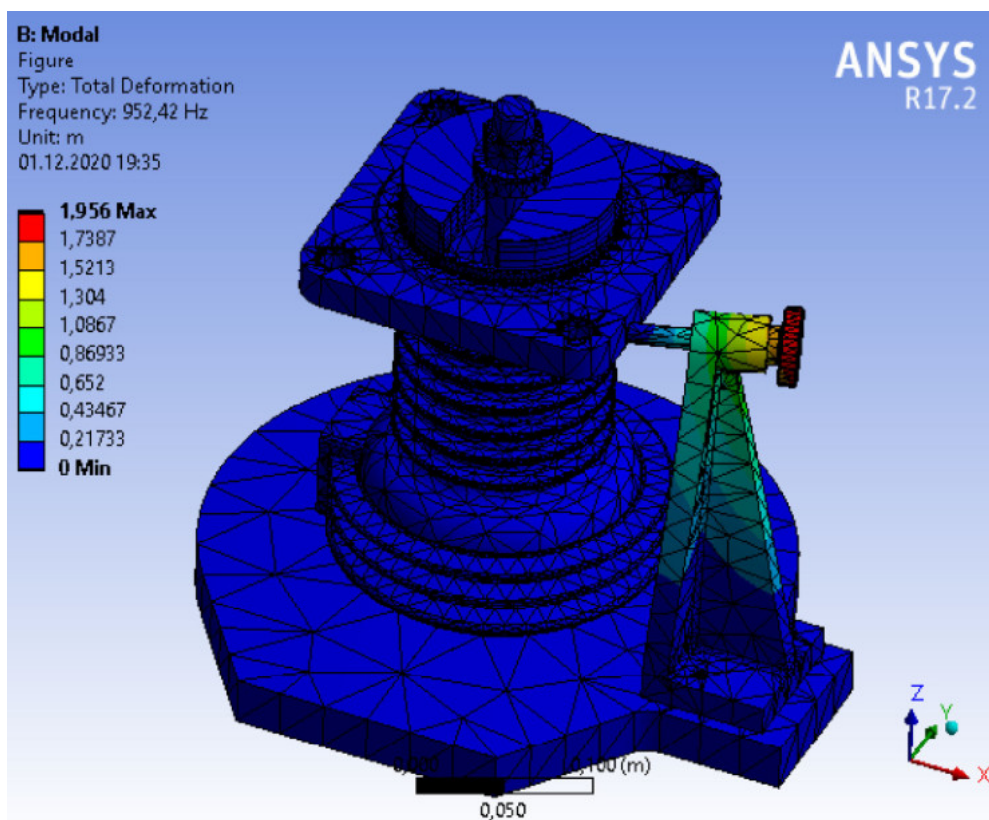 B: Modal
Figure
Type: Total Deformation
Frequency: 952,42 Hz
Unit: m
01.12.2020 19:35
ANSYS
R17.2
1,956 Max
1,7387
1,5213
1,304
1,0867
0,86933
0,652
0,43467
0,21733
0 Min
Z
Y
X
0,000
0,100 (m)
0,050